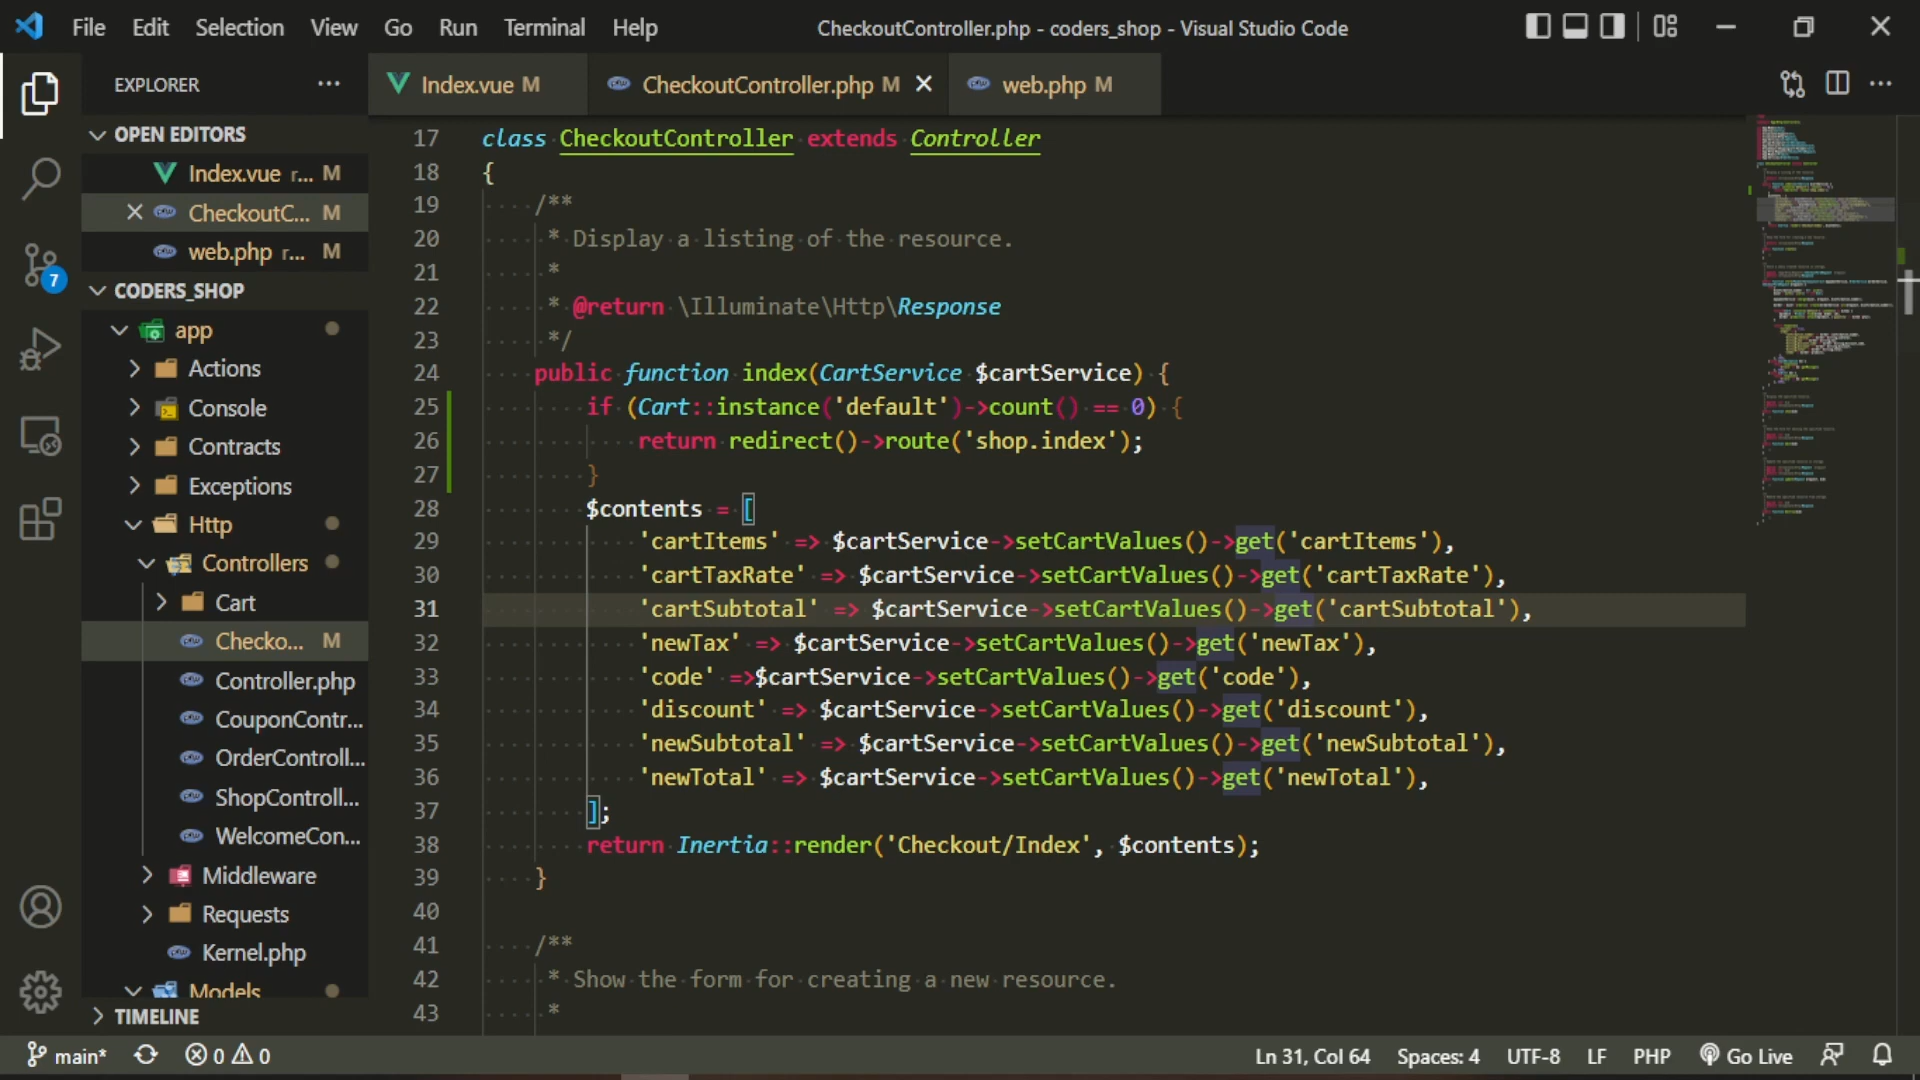 File Edit Selection View Go Run Terminal Help
CheckoutController.php - coders_shop - Visual Studio Code
EXPLORER
Index.vue M
CheckoutController.php M
web.php M
OPEN EDITORS
Index.vue r... M
CheckoutC... M
web.php r... M
7
CODERS_SHOP
app
Actions
Console
Contracts
Exceptions
Http
Controllers
Cart
Checko... M
Controller.php
CouponContr...
OrderControll...
ShopControll...
WelcomeCon...
Middleware
Requests
Kernel.php
Models
TIMELINE
17 class CheckoutController extends Controller
18 {
19 /**
20 * Display a listing of the resource.
21 *
22 * @return \Illuminate\Http\Response
23 */
24 public function index(CartService $cartService) {
25 if (Cart::instance('default')->count() == 0) {
26 return redirect()->route('shop.index');
27 }
28 $contents = [
29 'cartItems' => $cartService->setCartValues()->get('cartItems'),
30 'cartTaxRate' => $cartService->setCartValues()->get('cartTaxRate'),
31 'cartSubtotal' => $cartService->setCartValues()->get('cartSubtotal'),
32 'newTax' => $cartService->setCartValues()->get('newTax'),
33 'code' =>$cartService->setCartValues()->get('code'),
34 'discount' => $cartService->setCartValues()->get('discount'),
35 'newSubtotal' => $cartService->setCartValues()->get('newSubtotal'),
36 'newTotal' => $cartService->setCartValues()->get('newTotal'),
37 ];
38 return Inertia::render('Checkout/Index', $contents);
39 }
40
41 /**
42 * Show the form for creating a new resource.
43 *
main* 0 0
Ln 31, Col 64 Spaces: 4 UTF-8 LF PHP Go Live